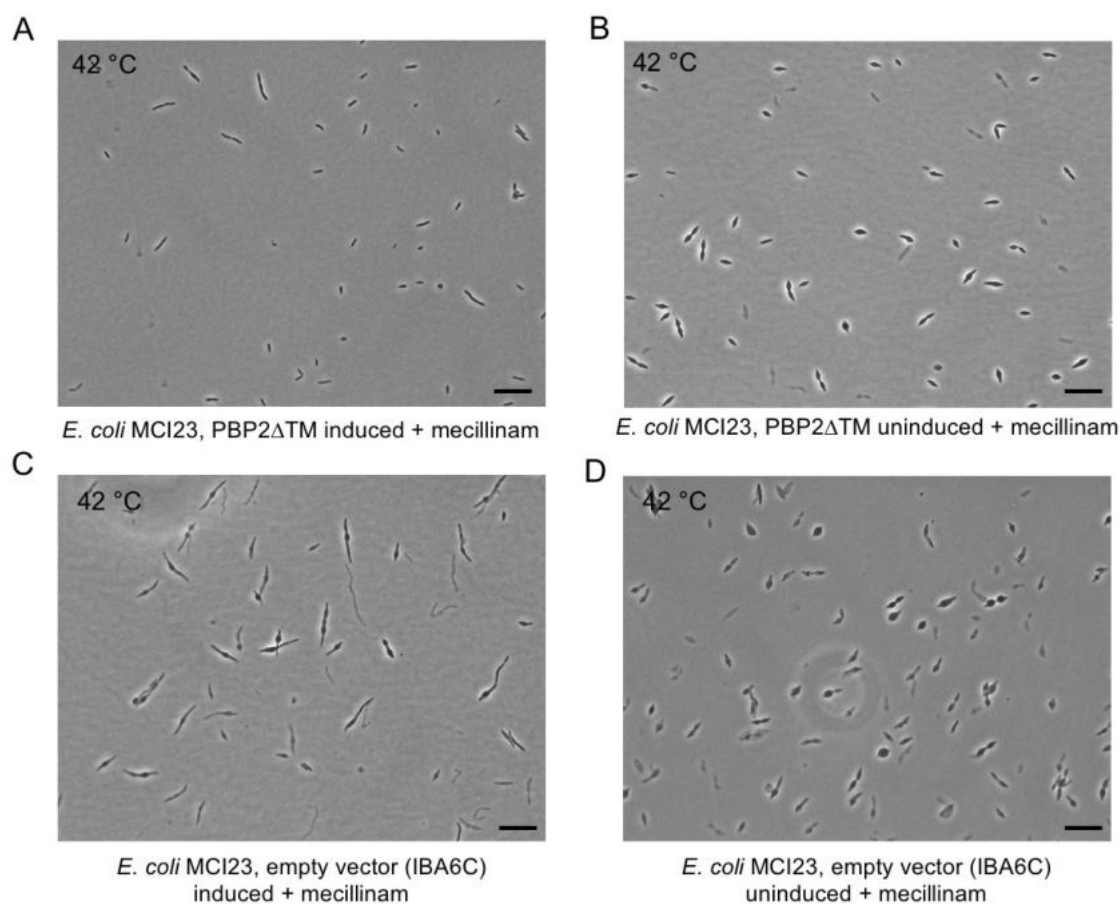 A
B
42 °C
42 °C
E. coli MCI23, PBP2ΔTM induced + mecillinam
E. coli MCI23, PBP2ΔTM uninduced + mecillinam
C
D
42 °C
42 °C
E. coli MCI23, empty vector (IBA6C)
induced + mecillinam
E. coli MCI23, empty vector (IBA6C)
uninduced + mecillinam